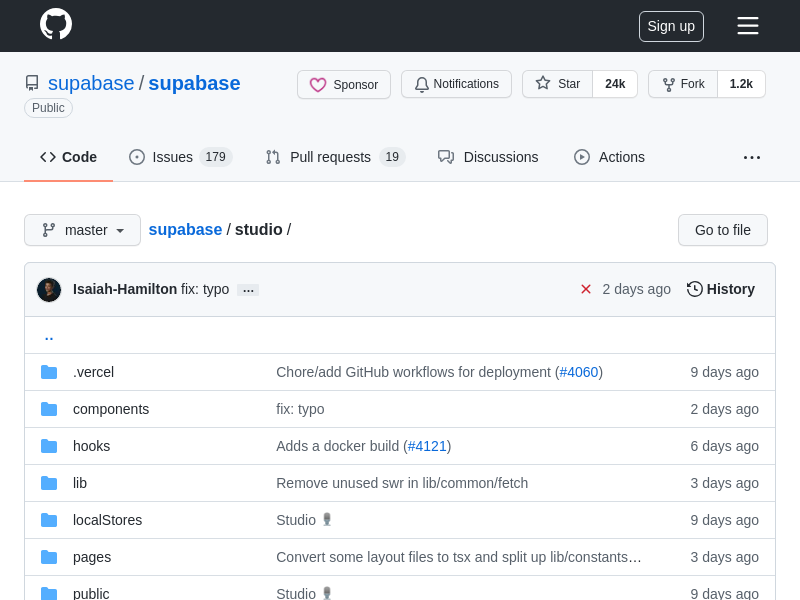 Sign up
supabase / supabase
Sponsor
Notifications
Star 24k
Fork 1.2k
Public
Code
Issues 179
Pull requests 19
Discussions
Actions
master
supabase / studio /
Go to file
Isaiah-Hamilton fix: typo ... 2 days ago History
..
.vercel Chore/add GitHub workflows for deployment (#4060) 9 days ago
components fix: typo 2 days ago
hooks Adds a docker build (#4121) 6 days ago
lib Remove unused swr in lib/common/fetch 3 days ago
localStores Studio 9 days ago
pages Convert some layout files to tsx and split up lib/constants… 3 days ago
public Studio 9 days ago